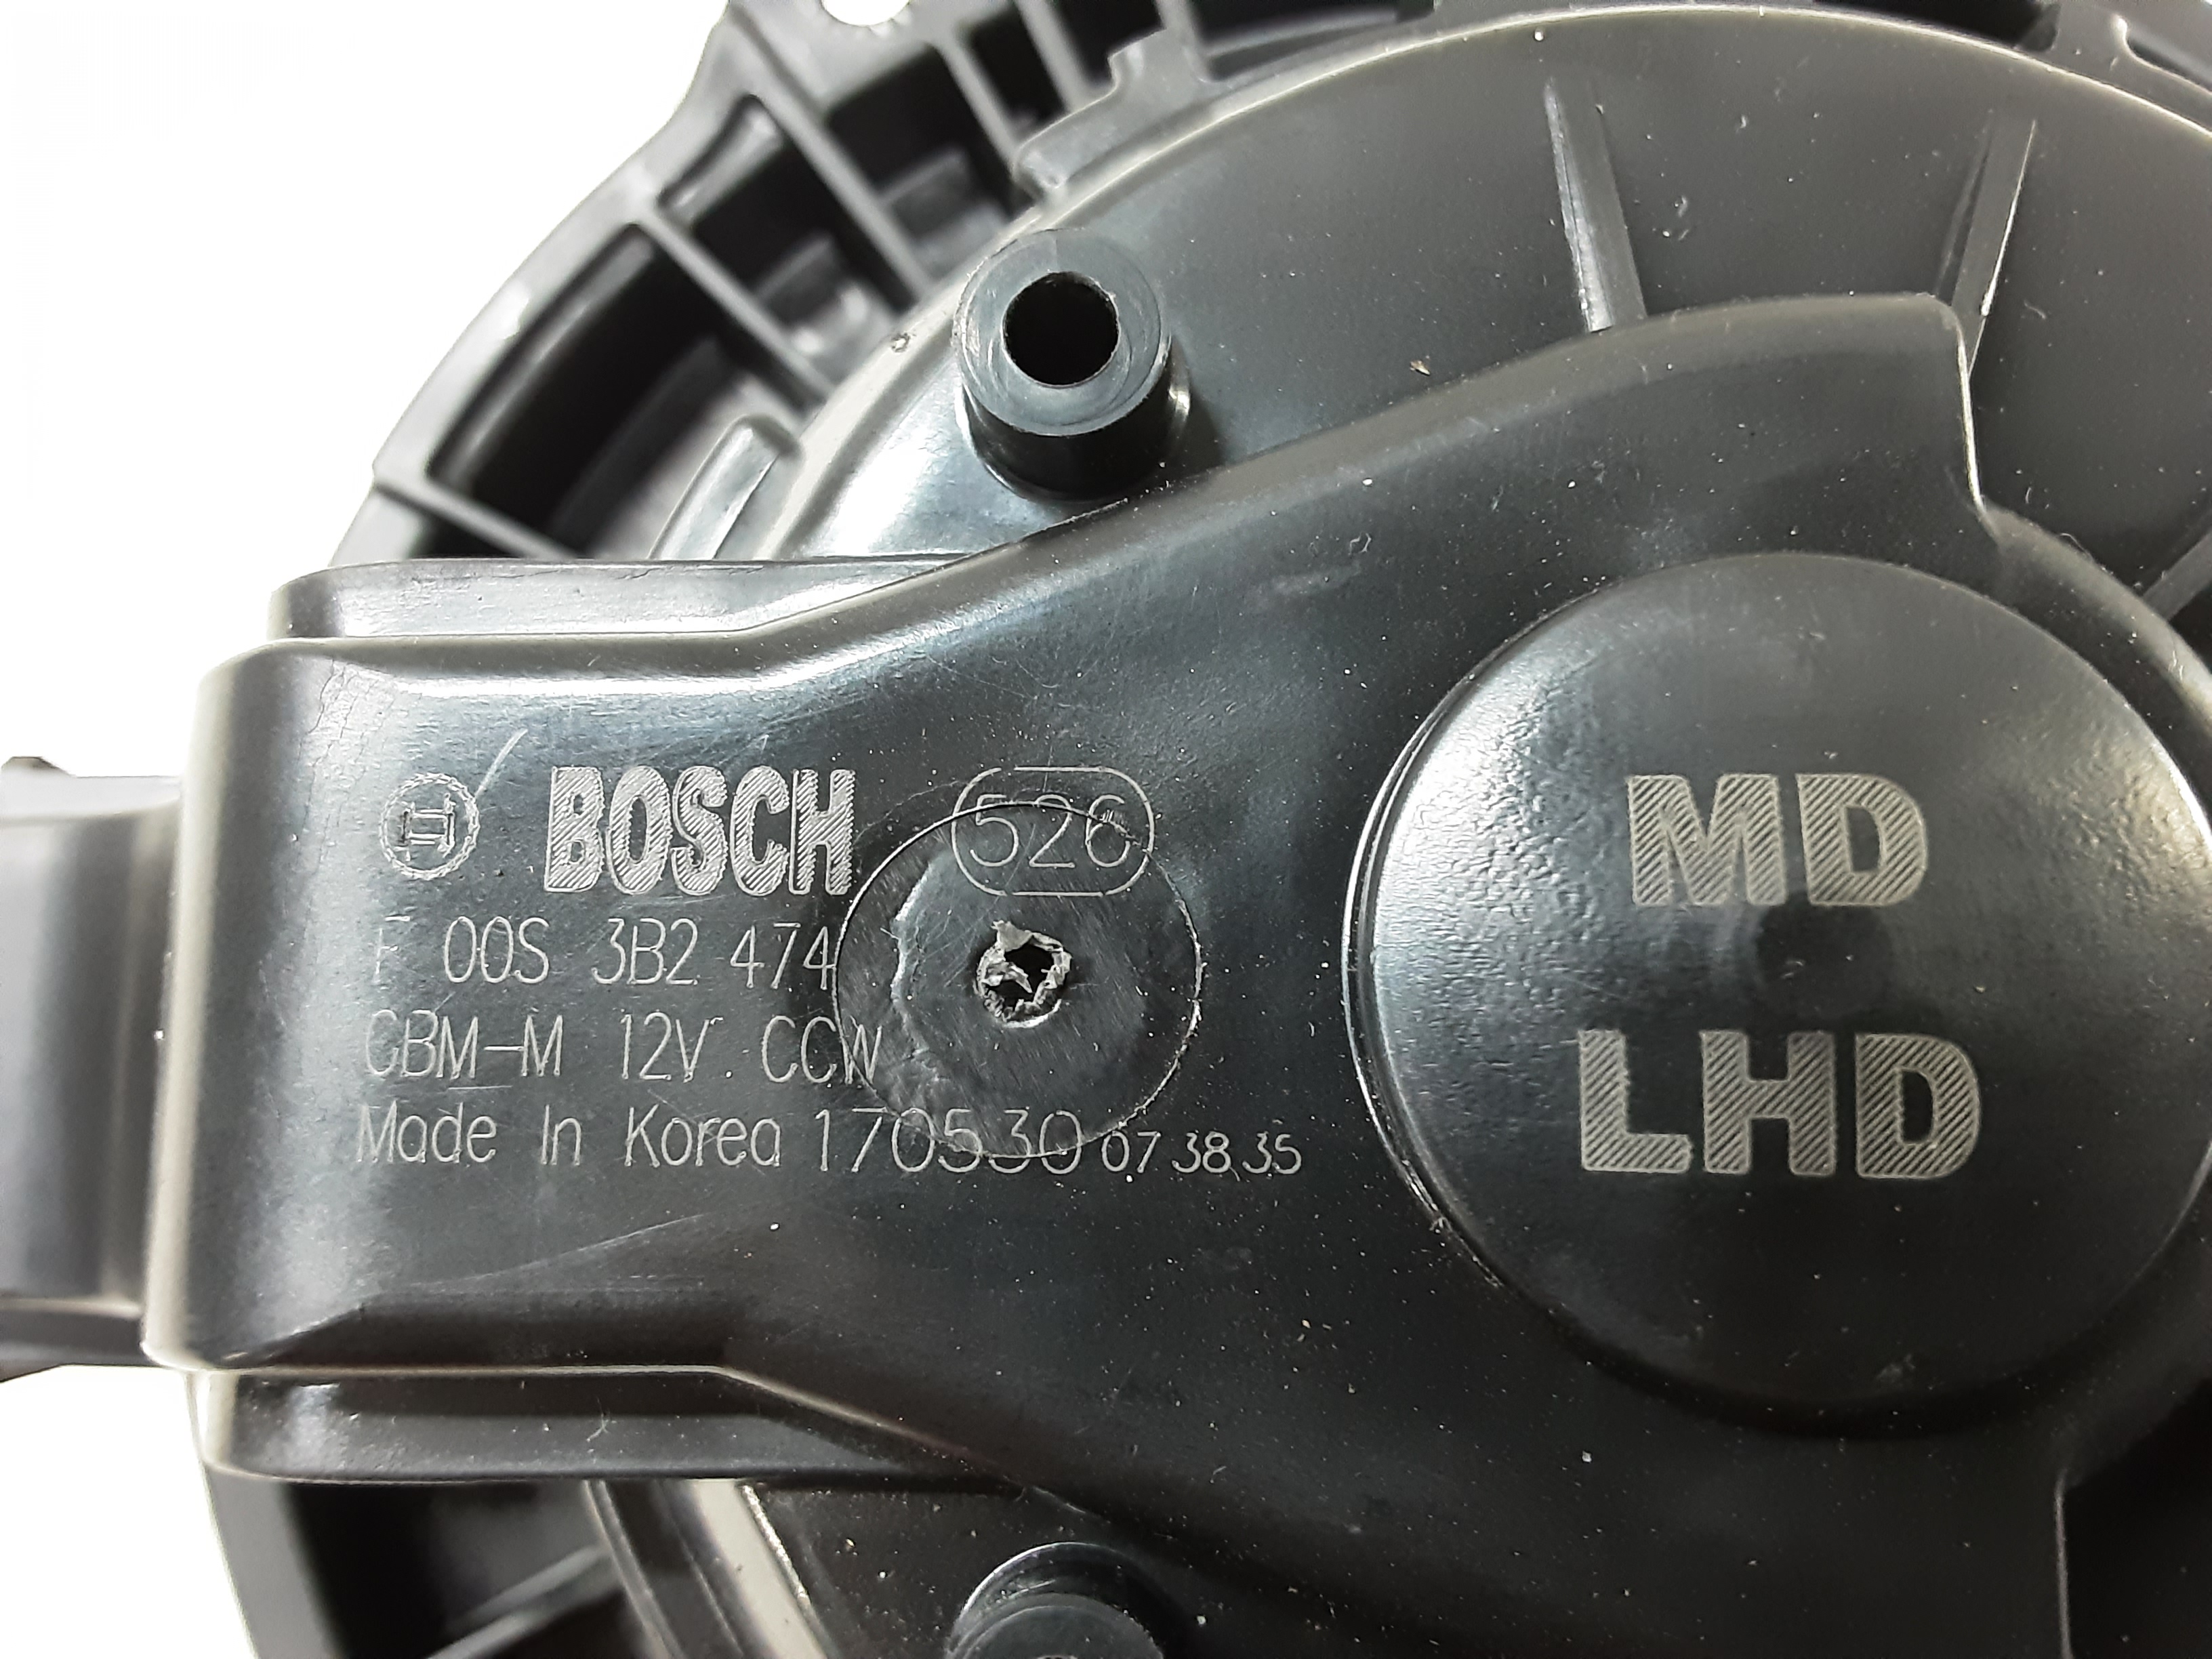 BOSCH 526
F 00S 3B2 474
CBM-M 12V CCW
Made In Korea 170530 07 38 35
MD
LHD